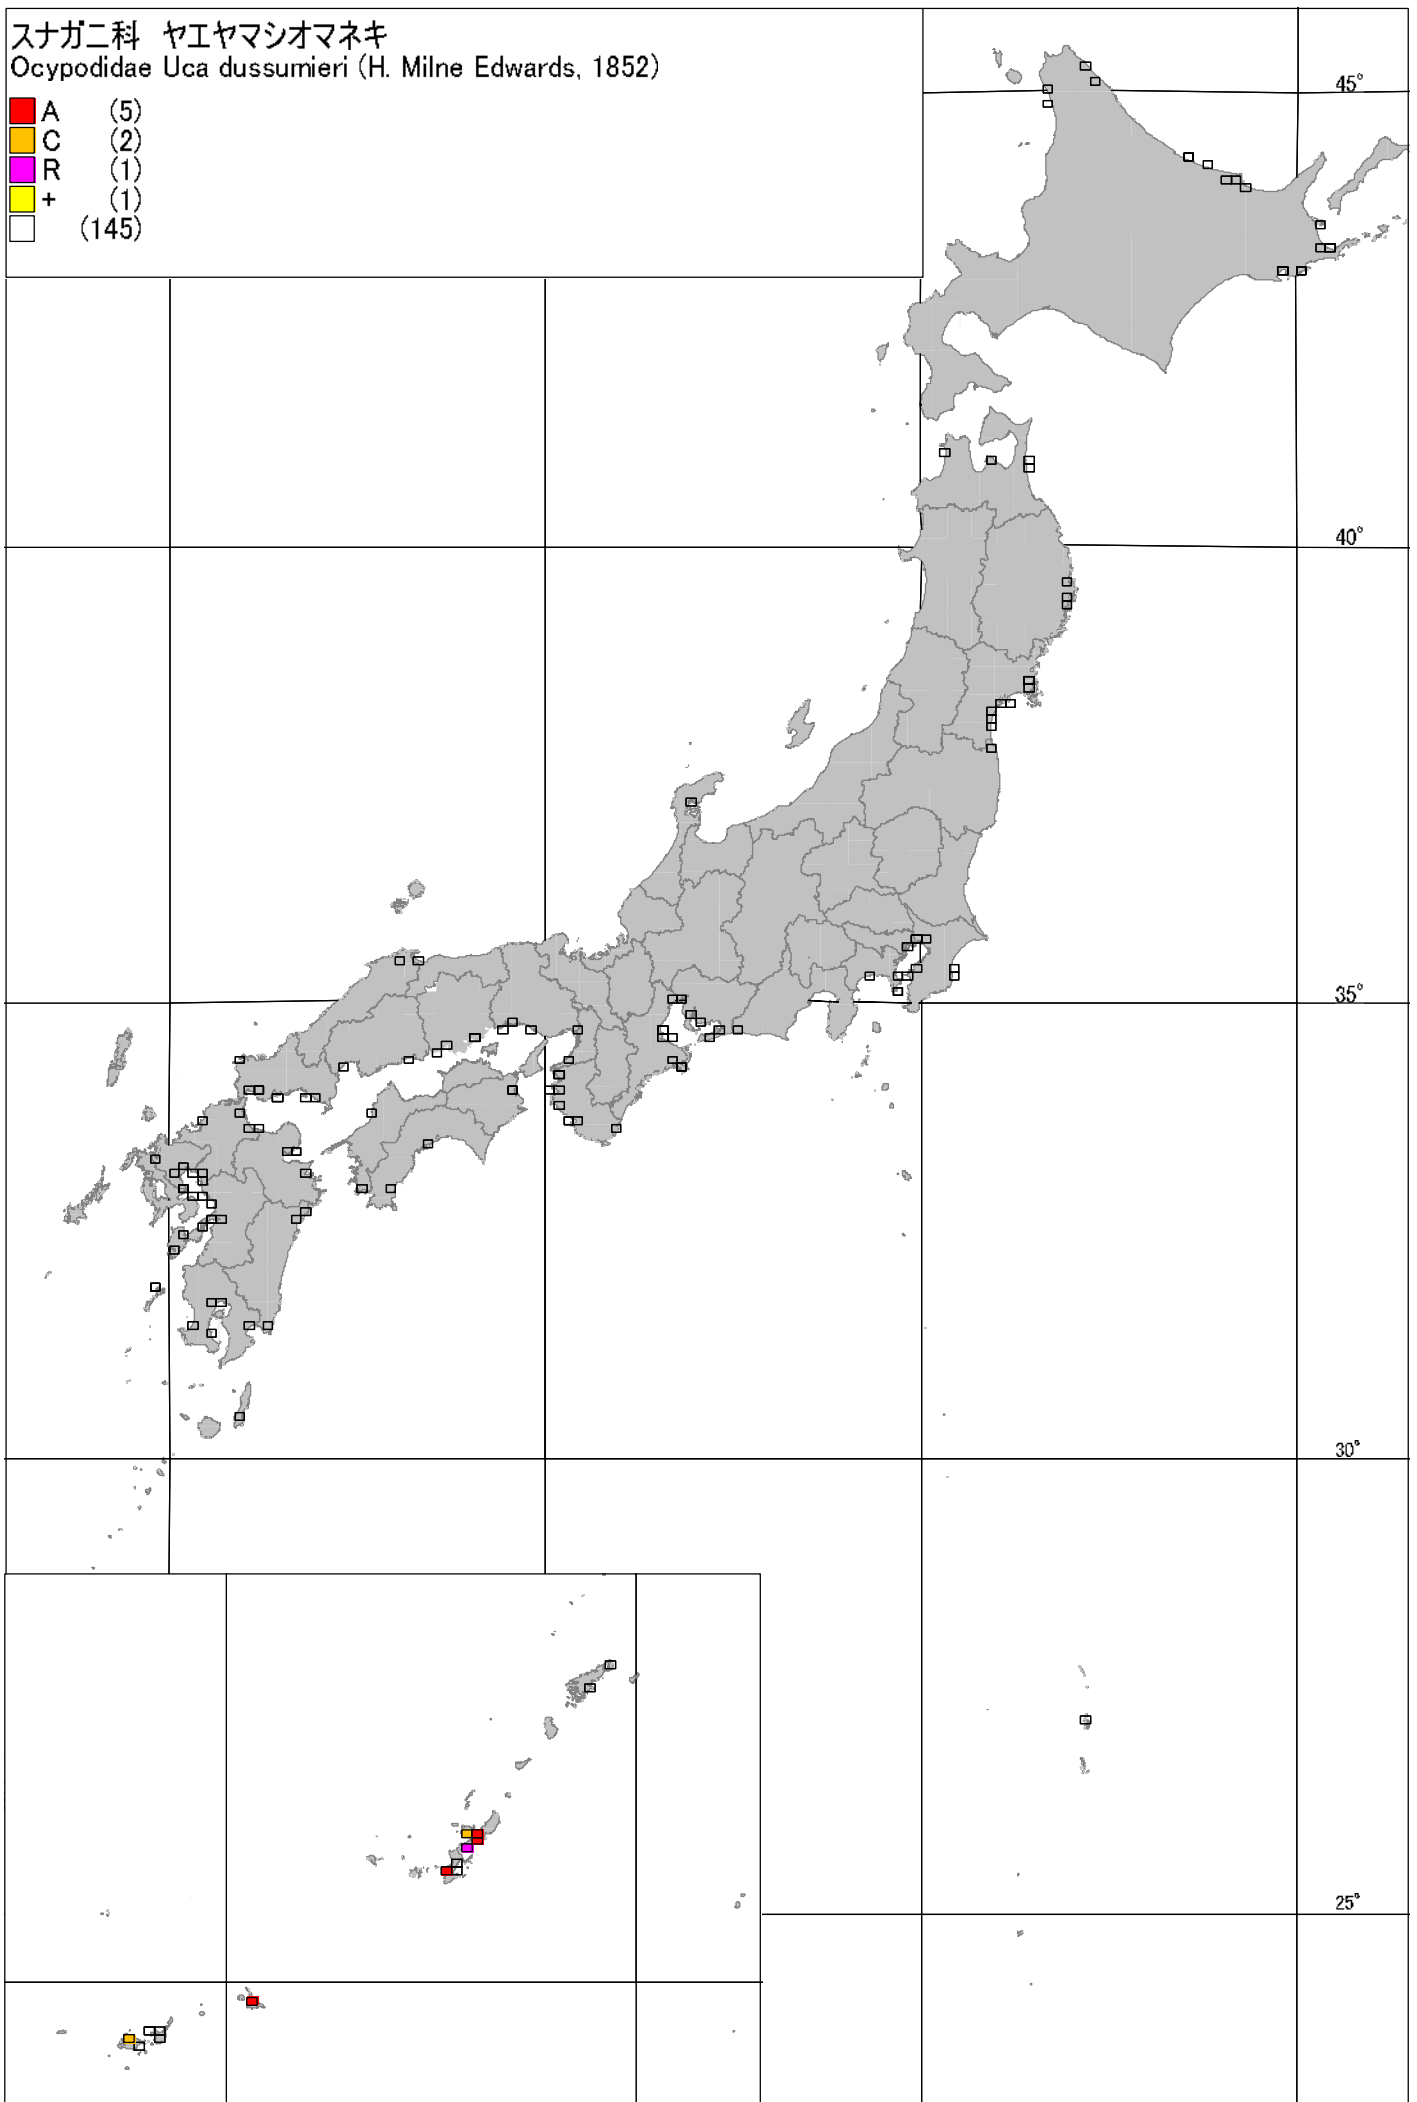 スナガニ科 ヤエヤマシオマネキ
Ocypodidae Uca dussumieri (H. Milne Edwards, 1852)
A (5)
C (2)
R (1)
+ (1)
(145)
45°
40°
35°
30°
25°